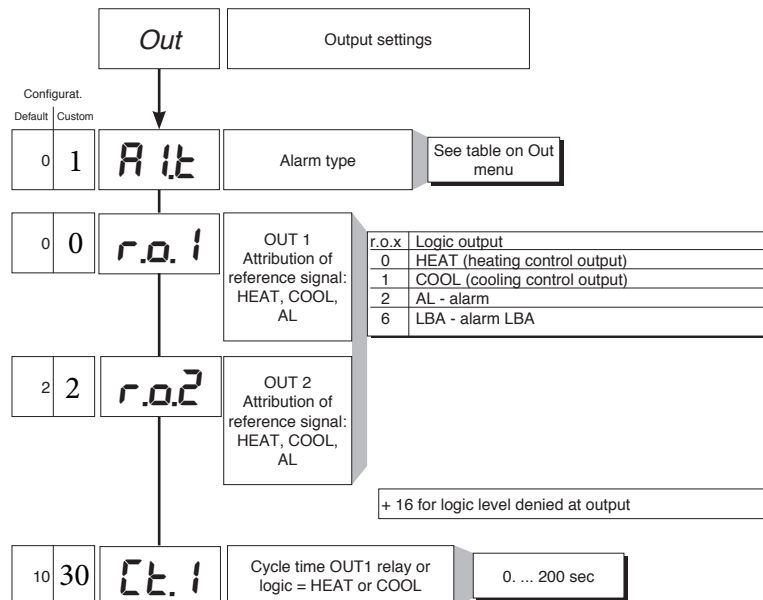 Out
Output settings
Configurat.
Default Custom
0 1 A1.t
Alarm type
See table on Out
menu
0 0 r.o.1
OUT 1
Attribution of
reference signal:
HEAT, COOL,
AL
r.o.x Logic output
0 HEAT (heating control output)
1 COOL (cooling control output)
2 AL - alarm
6 LBA - alarm LBA
2 2 r.o.2
OUT 2
Attribution of
reference signal:
HEAT, COOL,
AL
+ 16 for logic level denied at output
10 30 Ct.1
Cycle time OUT1 relay or
logic = HEAT or COOL
0. ... 200 sec